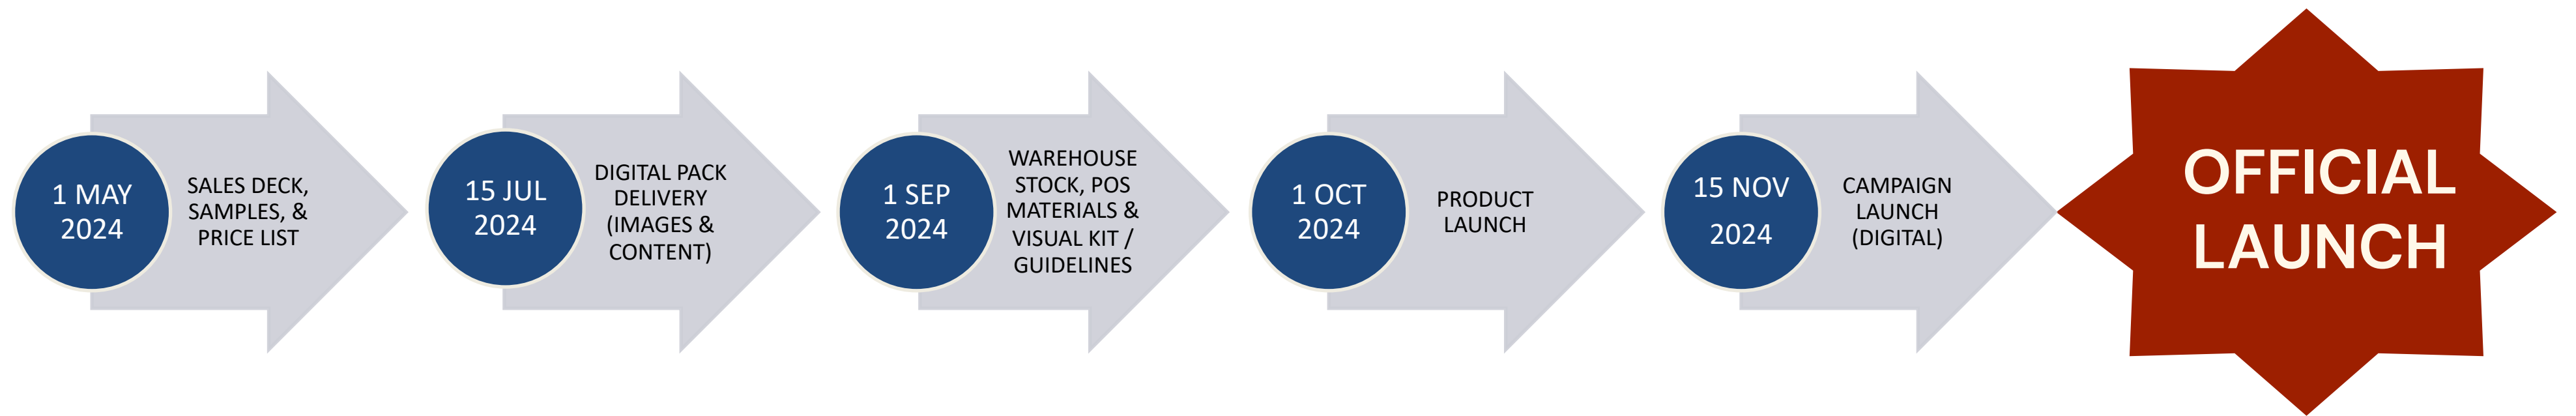 1 MAY
2024
SALES DECK,
SAMPLES, &
PRICE LIST
15 JUL
2024
DIGITAL PACK
DELIVERY
(IMAGES &
CONTENT)
1 SEP
2024
WAREHOUSE
STOCK, POS
MATERIALS &
VISUAL KIT /
GUIDELINES
1 OCT
2024
PRODUCT
LAUNCH
15 NOV
2024
CAMPAIGN
LAUNCH
(DIGITAL)
OFFICIAL
LAUNCH